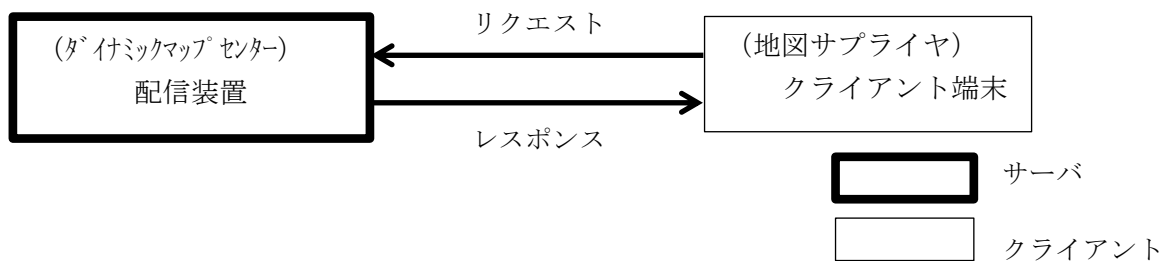 リクエスト
(ﾀﾞｲﾅﾐｯｸﾏｯﾌﾟｾﾝﾀｰ)
配信装置
(地図サプライヤ)
クライアント端末
レスポンス
サーバ
クライアント